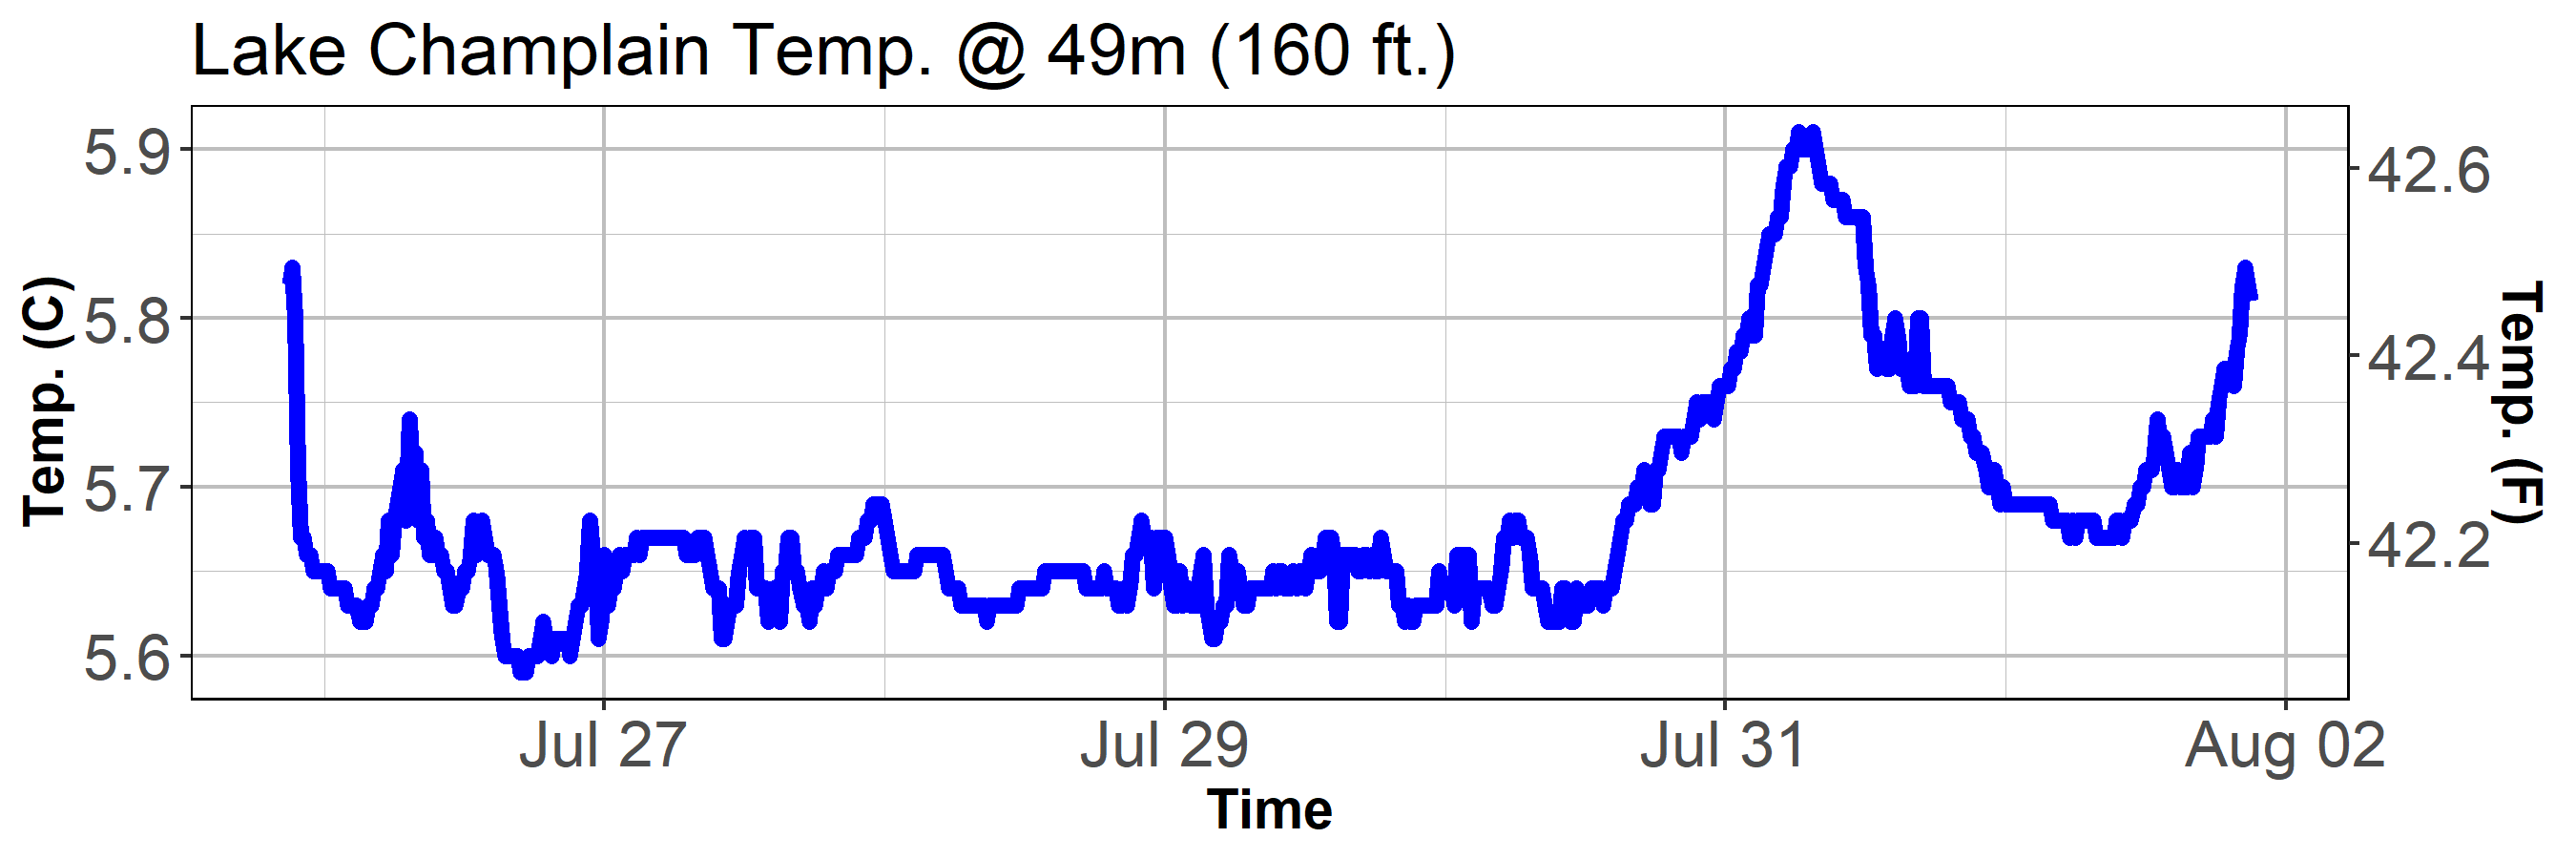 Lake Champlain Temp. @ 49m (160 ft.)
Temp. (C)
5.9
5.8
5.7
5.6
42.6
42.4
42.2
Temp. (F)
Jul 27
Jul 29
Jul 31
Aug 02
Time